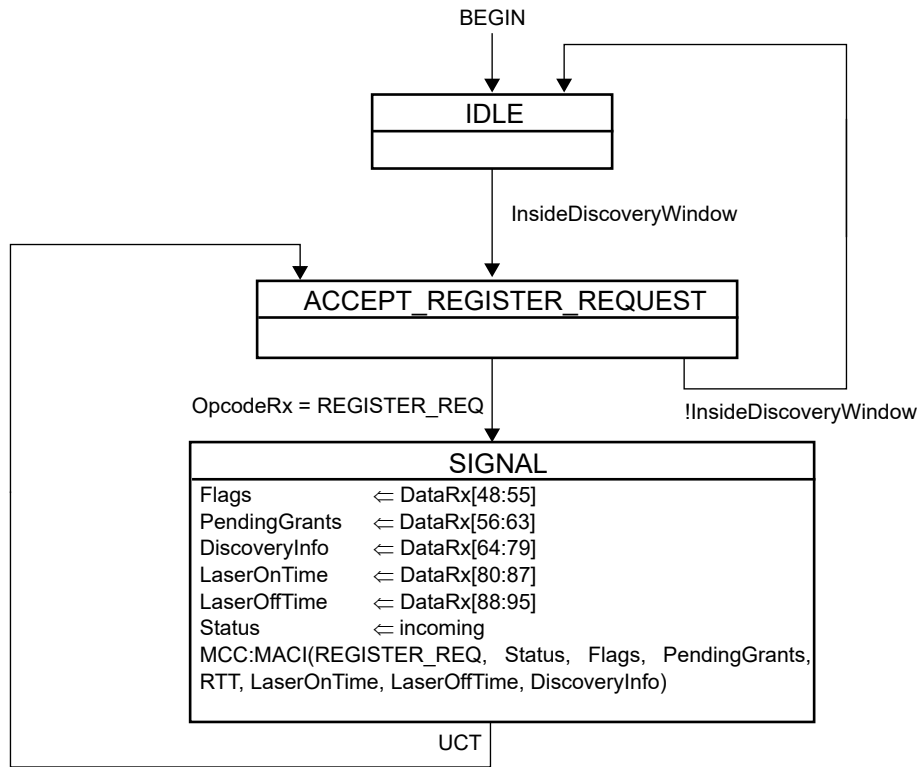 BEGIN
IDLE
InsideDiscoveryWindow
ACCEPT_REGISTER_REQUEST
OpcodeRx = REGISTER_REQ
!InsideDiscoveryWindow
SIGNAL
Flags ⇐ DataRx[48:55]
PendingGrants ⇐ DataRx[56:63]
DiscoveryInfo ⇐ DataRx[64:79]
LaserOnTime ⇐ DataRx[80:87]
LaserOffTime ⇐ DataRx[88:95]
Status ⇐ incoming
MCC:MACI(REGISTER_REQ, Status, Flags, PendingGrants,
RTT, LaserOnTime, LaserOffTime, DiscoveryInfo)
UCT